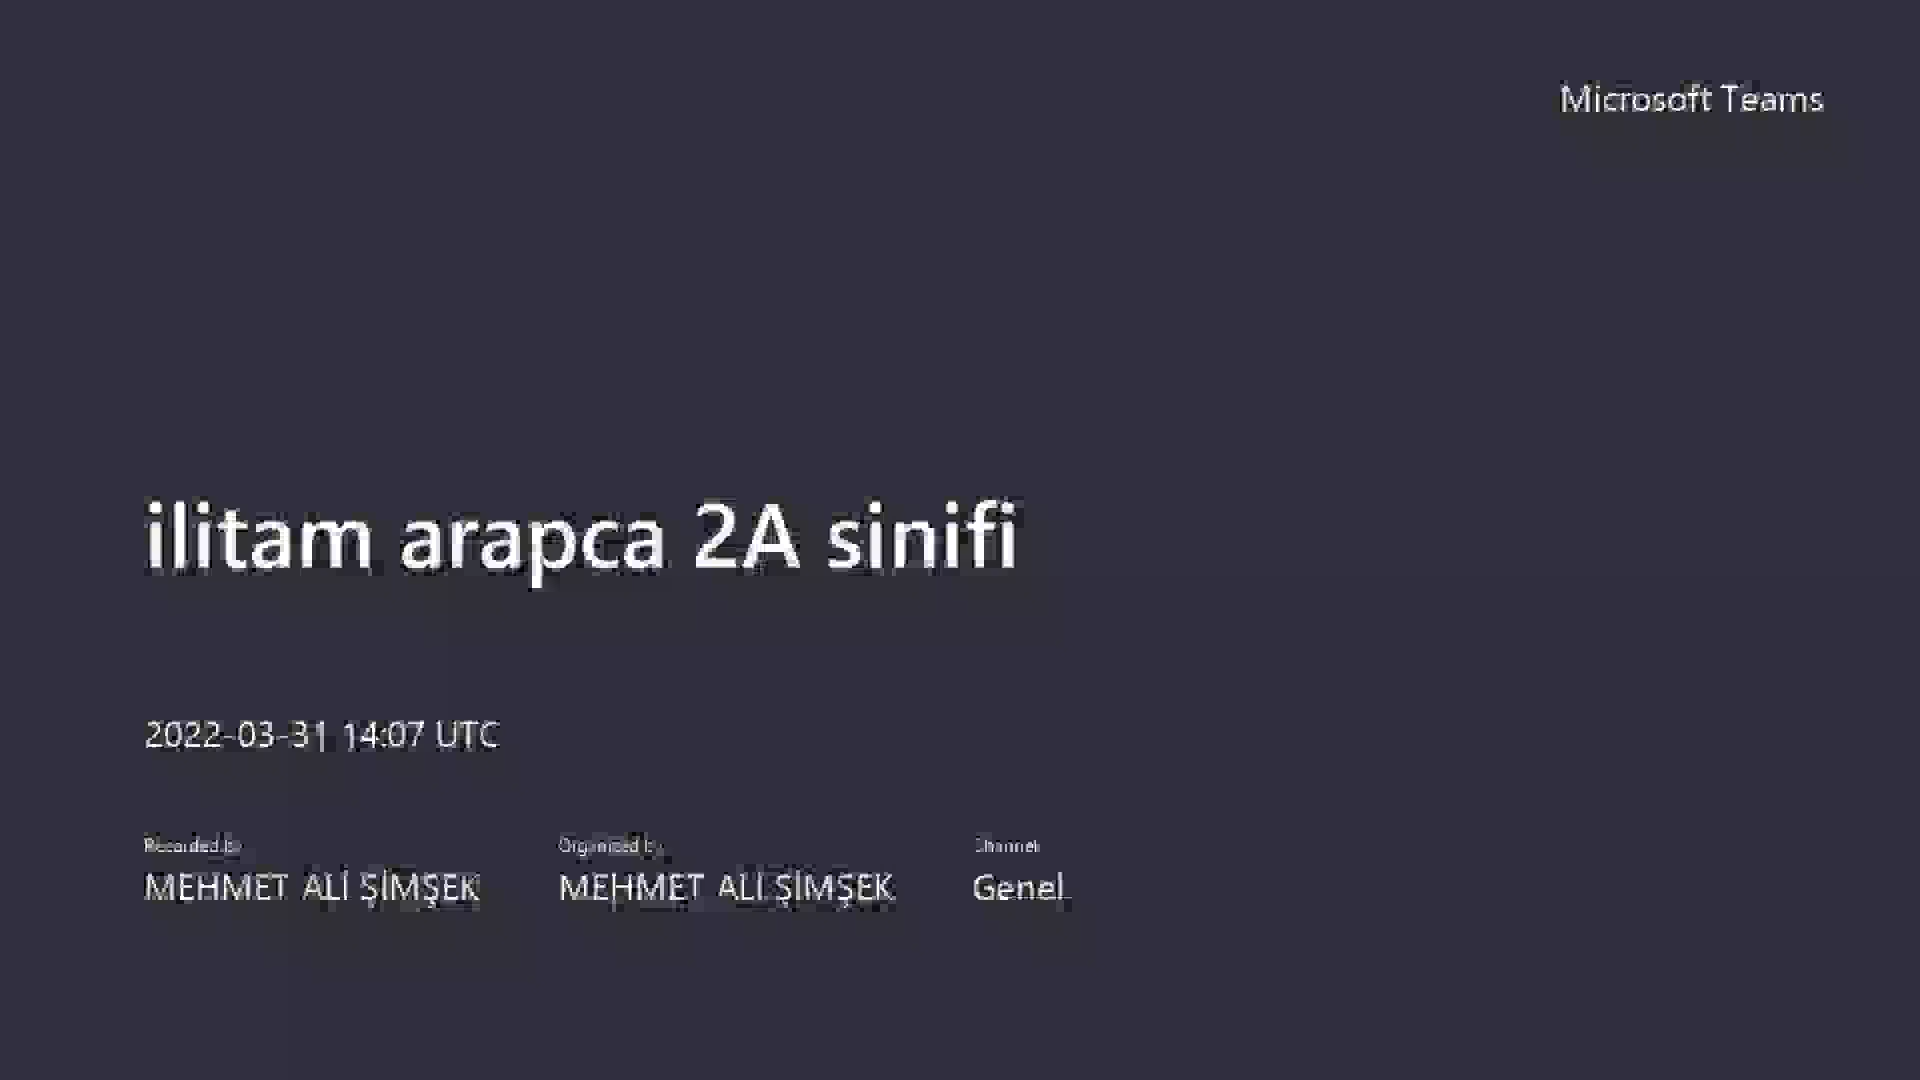 Microsoft Teams
ilitam arapca 2A sinifi
2022-03-31 14:07 UTC
Recorded by Organized by Channel
MEHMET ALİ ŞİMŞEK MEHMET ALİ ŞİMŞEK Genel